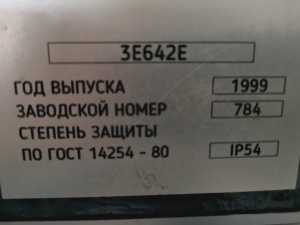 3Е642Е
ГОД ВЫПУСКА 1999
ЗАВОДСКОЙ НОМЕР 784
СТЕПЕНЬ ЗАЩИТЫ
ПО ГОСТ 14254 - 80 IP54